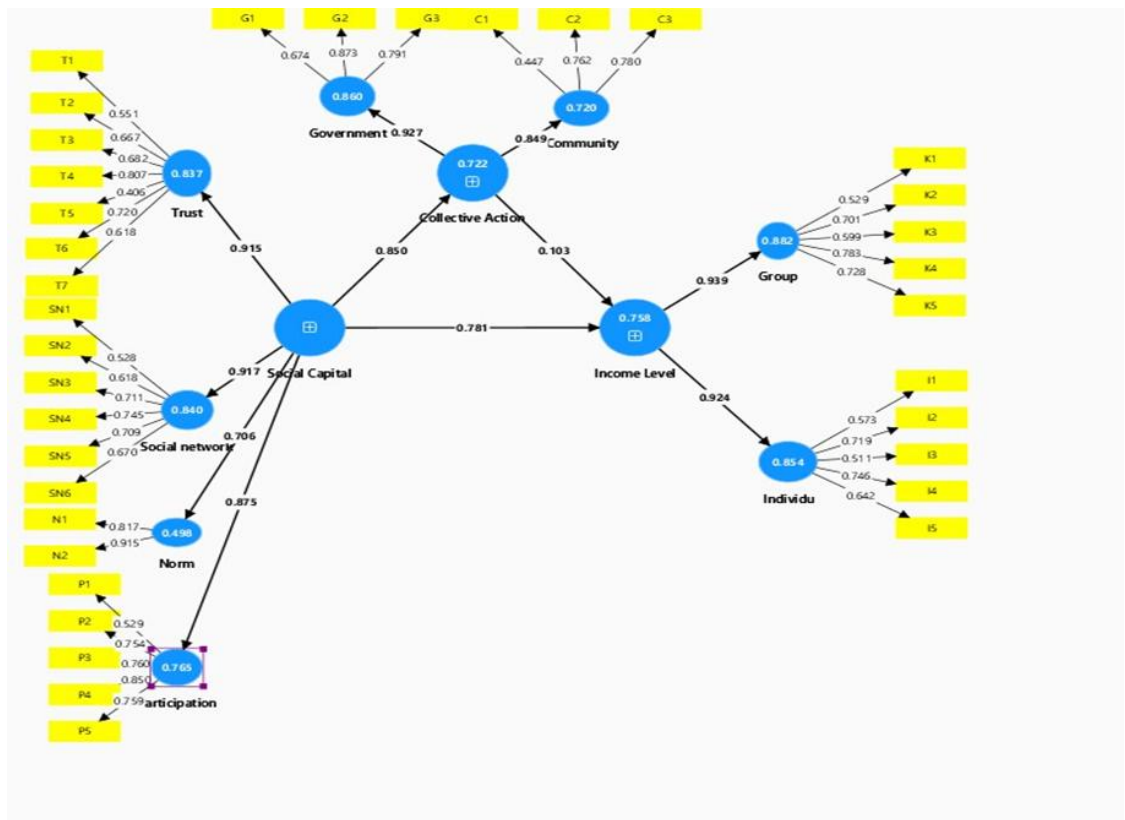 G1
G2
G3
C1
C2
C3
0.674
0.873
0.791
0.447
0.762
0.780
0.860
Government
0.927
0.720
Community
0.849
0.722
Collective Action
T1
T2
T3
T4
T5
T6
T7
0.551
0.667
0.682
0.807
0.406
0.720
0.618
0.837
Trust
0.915
0.850
0.103
K1
K2
K3
K4
K5
0.529
0.701
0.599
0.783
0.728
0.882
Group
0.939
Social Capital
0.781
0.758
Income Level
0.924
SN1
SN2
SN3
SN4
SN5
SN6
0.528
0.618
0.711
0.745
0.709
0.670
0.840
Social network
0.917
0.706
0.875
I1
I2
I3
I4
I5
0.573
0.719
0.511
0.746
0.642
0.854
Individu
N1
N2
0.817
0.915
0.498
Norm
P1
P2
P3
P4
P5
0.529
0.754
0.760
0.850
0.759
0.765
articipation